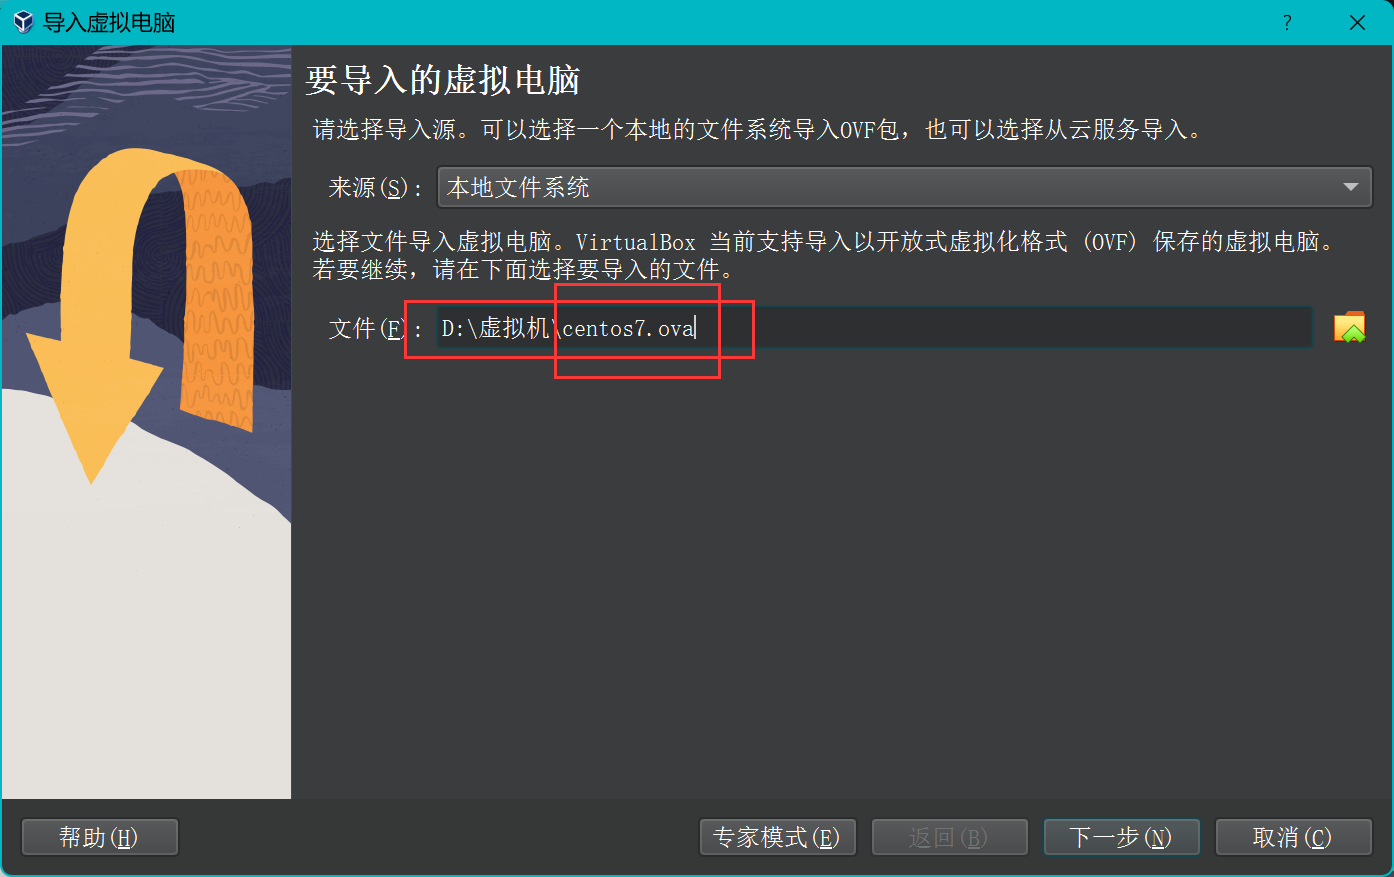 导入虚拟电脑
?
要导入的虚拟电脑
请选择导入源。可以选择一个本地的文件系统导入OVF包，也可以选择从云服务导入。
来源(S): 本地文件系统
选择文件导入虚拟电脑。VirtualBox 当前支持导入以开放式虚拟化格式 (OVF) 保存的虚拟电脑。
若要继续，请在下面选择要导入的文件。
文件(F): D:\虚拟机\centos7.ova
帮助(H) 专家模式(E) 返回(B) 下一步(N) 取消(C)